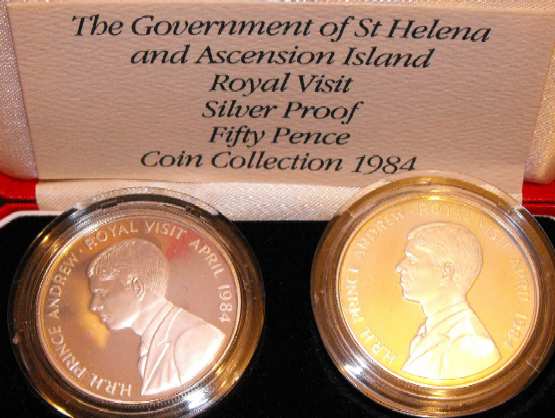 The Government of St Helena
and Ascension Island
Royal Visit
Silver Proof
Fifty Pence
Coin Collection 1984
H.R.H. PRINCE ANDREW · ROYAL VISIT APRIL 1984
H.R.H. PRINCE ANDREW · ROYAL VISIT APRIL 1984